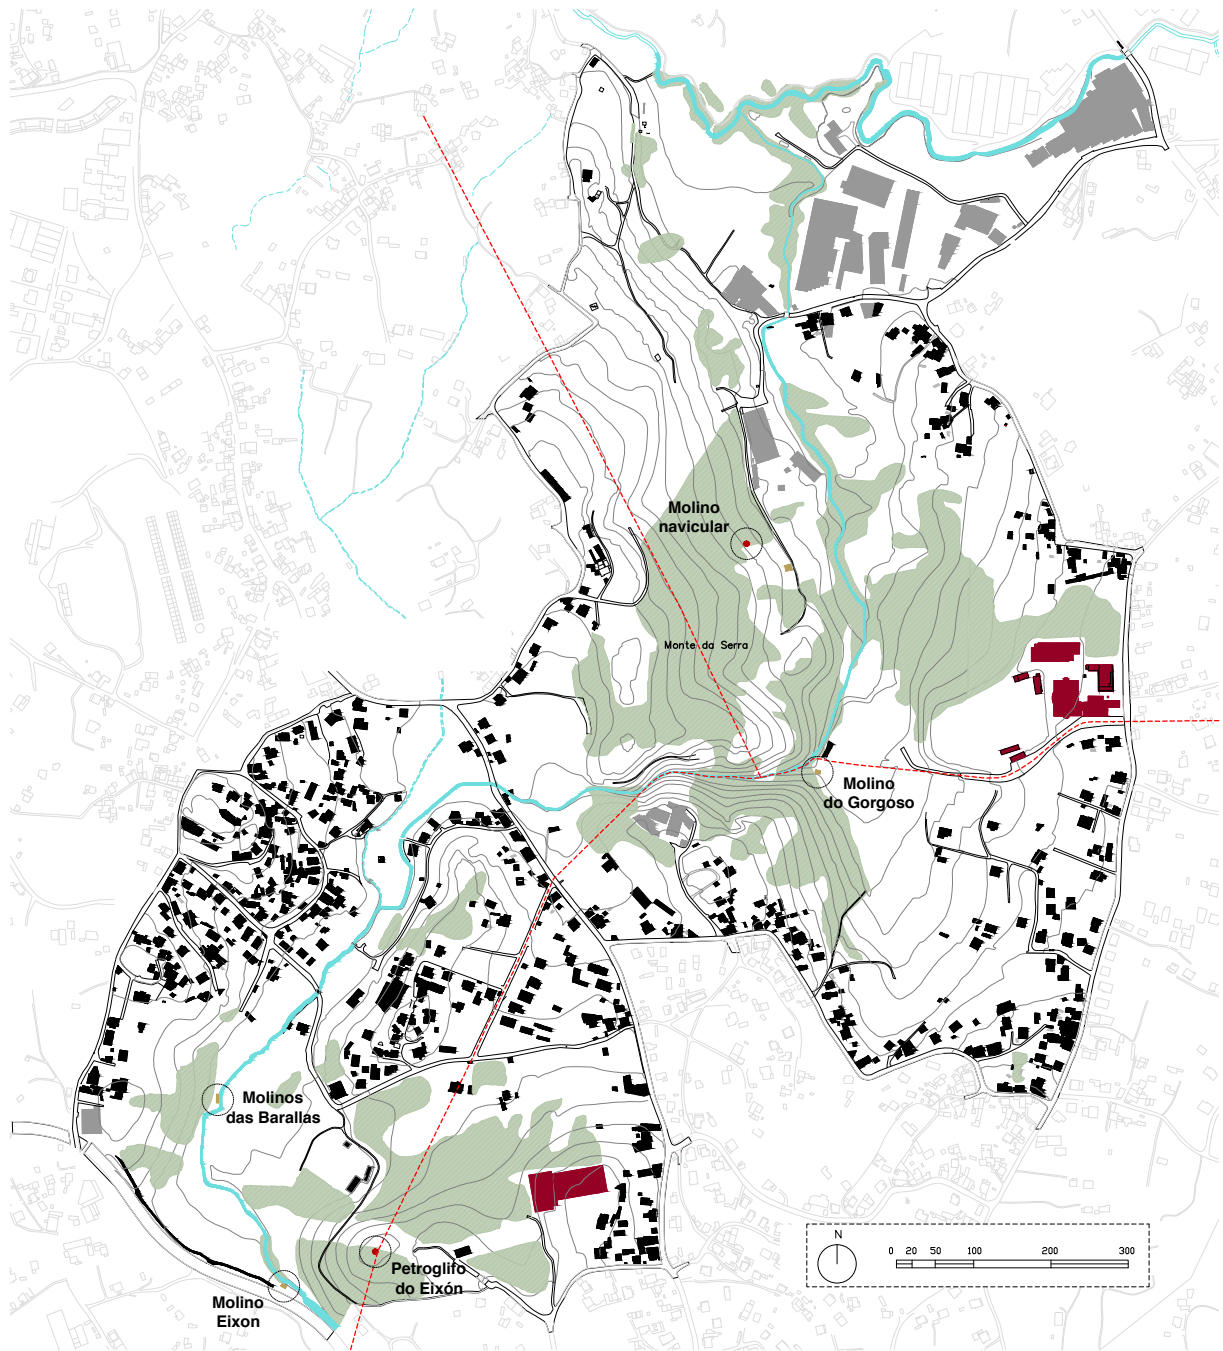 Molino
navicular
Monte da Serra
Molino
do Gorgoso
Molinos
das Barallas
Petroglifo
do Eixón
Molino
Eixon
N
0 20 50 100 200 300